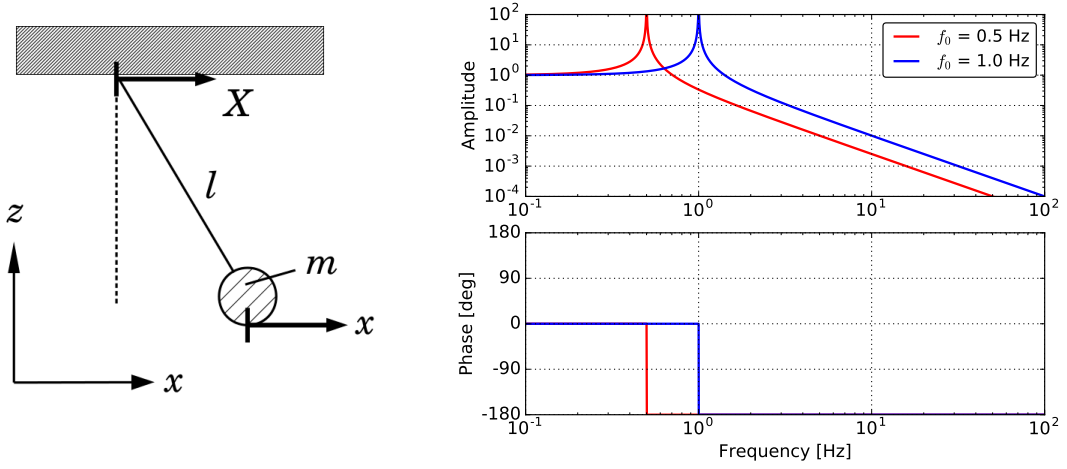 X
l
z
m
x
x
Amplitude
10^2
10^1
10^0
10^-1
10^-2
10^-3
10^-4
f_0 = 0.5 Hz
f_0 = 1.0 Hz
10^-1 10^0 10^1 10^2
Phase [deg]
180
90
0
-90
-180
10^-1 10^0 10^1 10^2
Frequency [Hz]